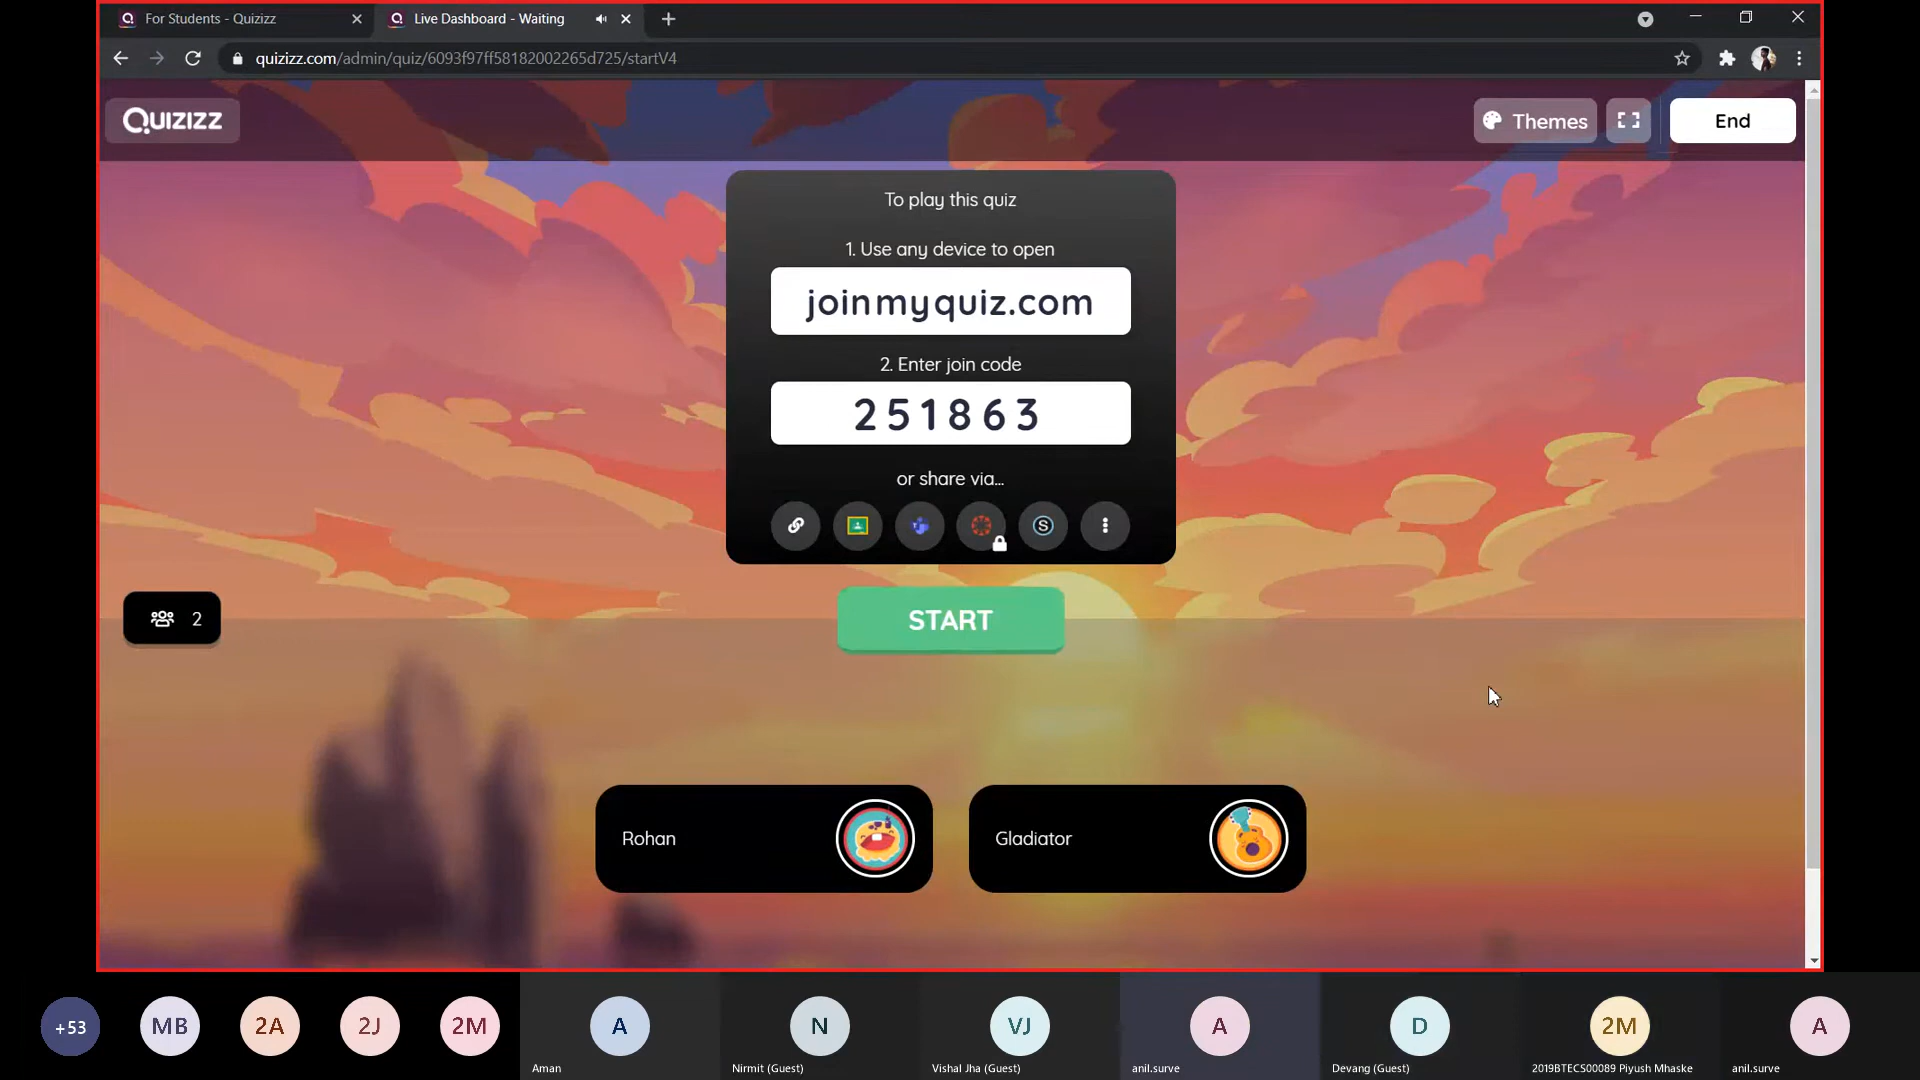 For Students - Quizizz
Live Dashboard - Waiting
quizizz.com/admin/quiz/6093f97ff58182002265d725/startV4
Quizizz
Themes
End
To play this quiz
1. Use any device to open
joinmyquiz.com
2. Enter join code
251863
or share via...
S
2
START
Rohan
Gladiator
+53
MB
2A
2J
2M
A
N
VJ
A
D
2M
A
Aman
Nirmit (Guest)
Vishal Jha (Guest)
anil.surve
Devang (Guest)
2019BTECS00089 Piyush Mhaske
anil.surve